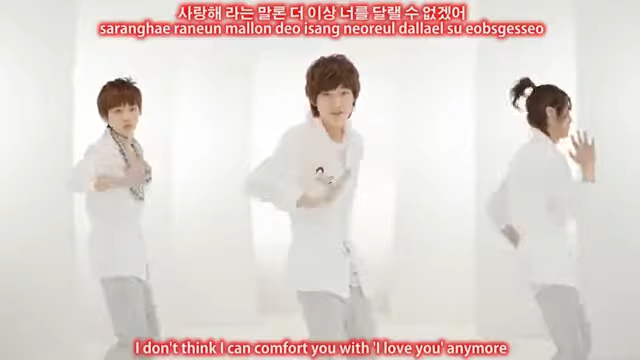 사랑해 라는 말론 더 이상 너를 달랠 수 없겠어
saranghae raneun mallon deo isang neoreul dallael su eobsgesseo
I don't think I can comfort you with 'I love you' anymore